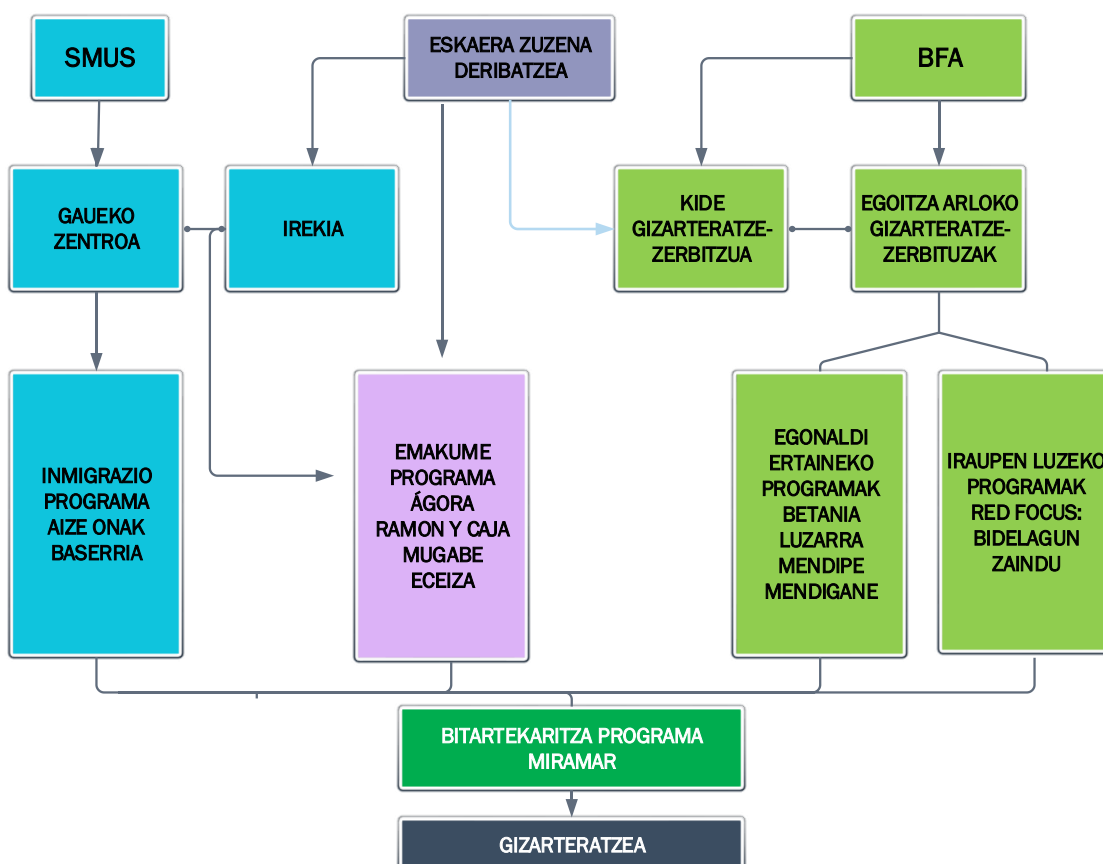 SMUS
ESKAERA ZUZENA
DERIBATZEA
BFA
GAUEKO
ZENTROA
IREKIA
KIDE
GIZARTERATZE-
ZERBITZUA
EGOITZA ARLOKO
GIZARTERATZE-
ZERBITUZAK
INMIGRAZIO
PROGRAMA
AIZE ONAK
BASERRIA
EMAKUME
PROGRAMA
ÁGORA
RAMON Y CAJA
MUGABE
ECEIZA
EGONALDI
ERTAINEKO
PROGRAMAK
BETANIA
LUZARRA
MENDIPE
MENDIGANE
IRAUPEN LUZEKO
PROGRAMAK
RED FOCUS:
BIDELAGUN
ZAINDU
BITARTEKARITZA PROGRAMA
MIRAMAR
GIZARTERATZEA